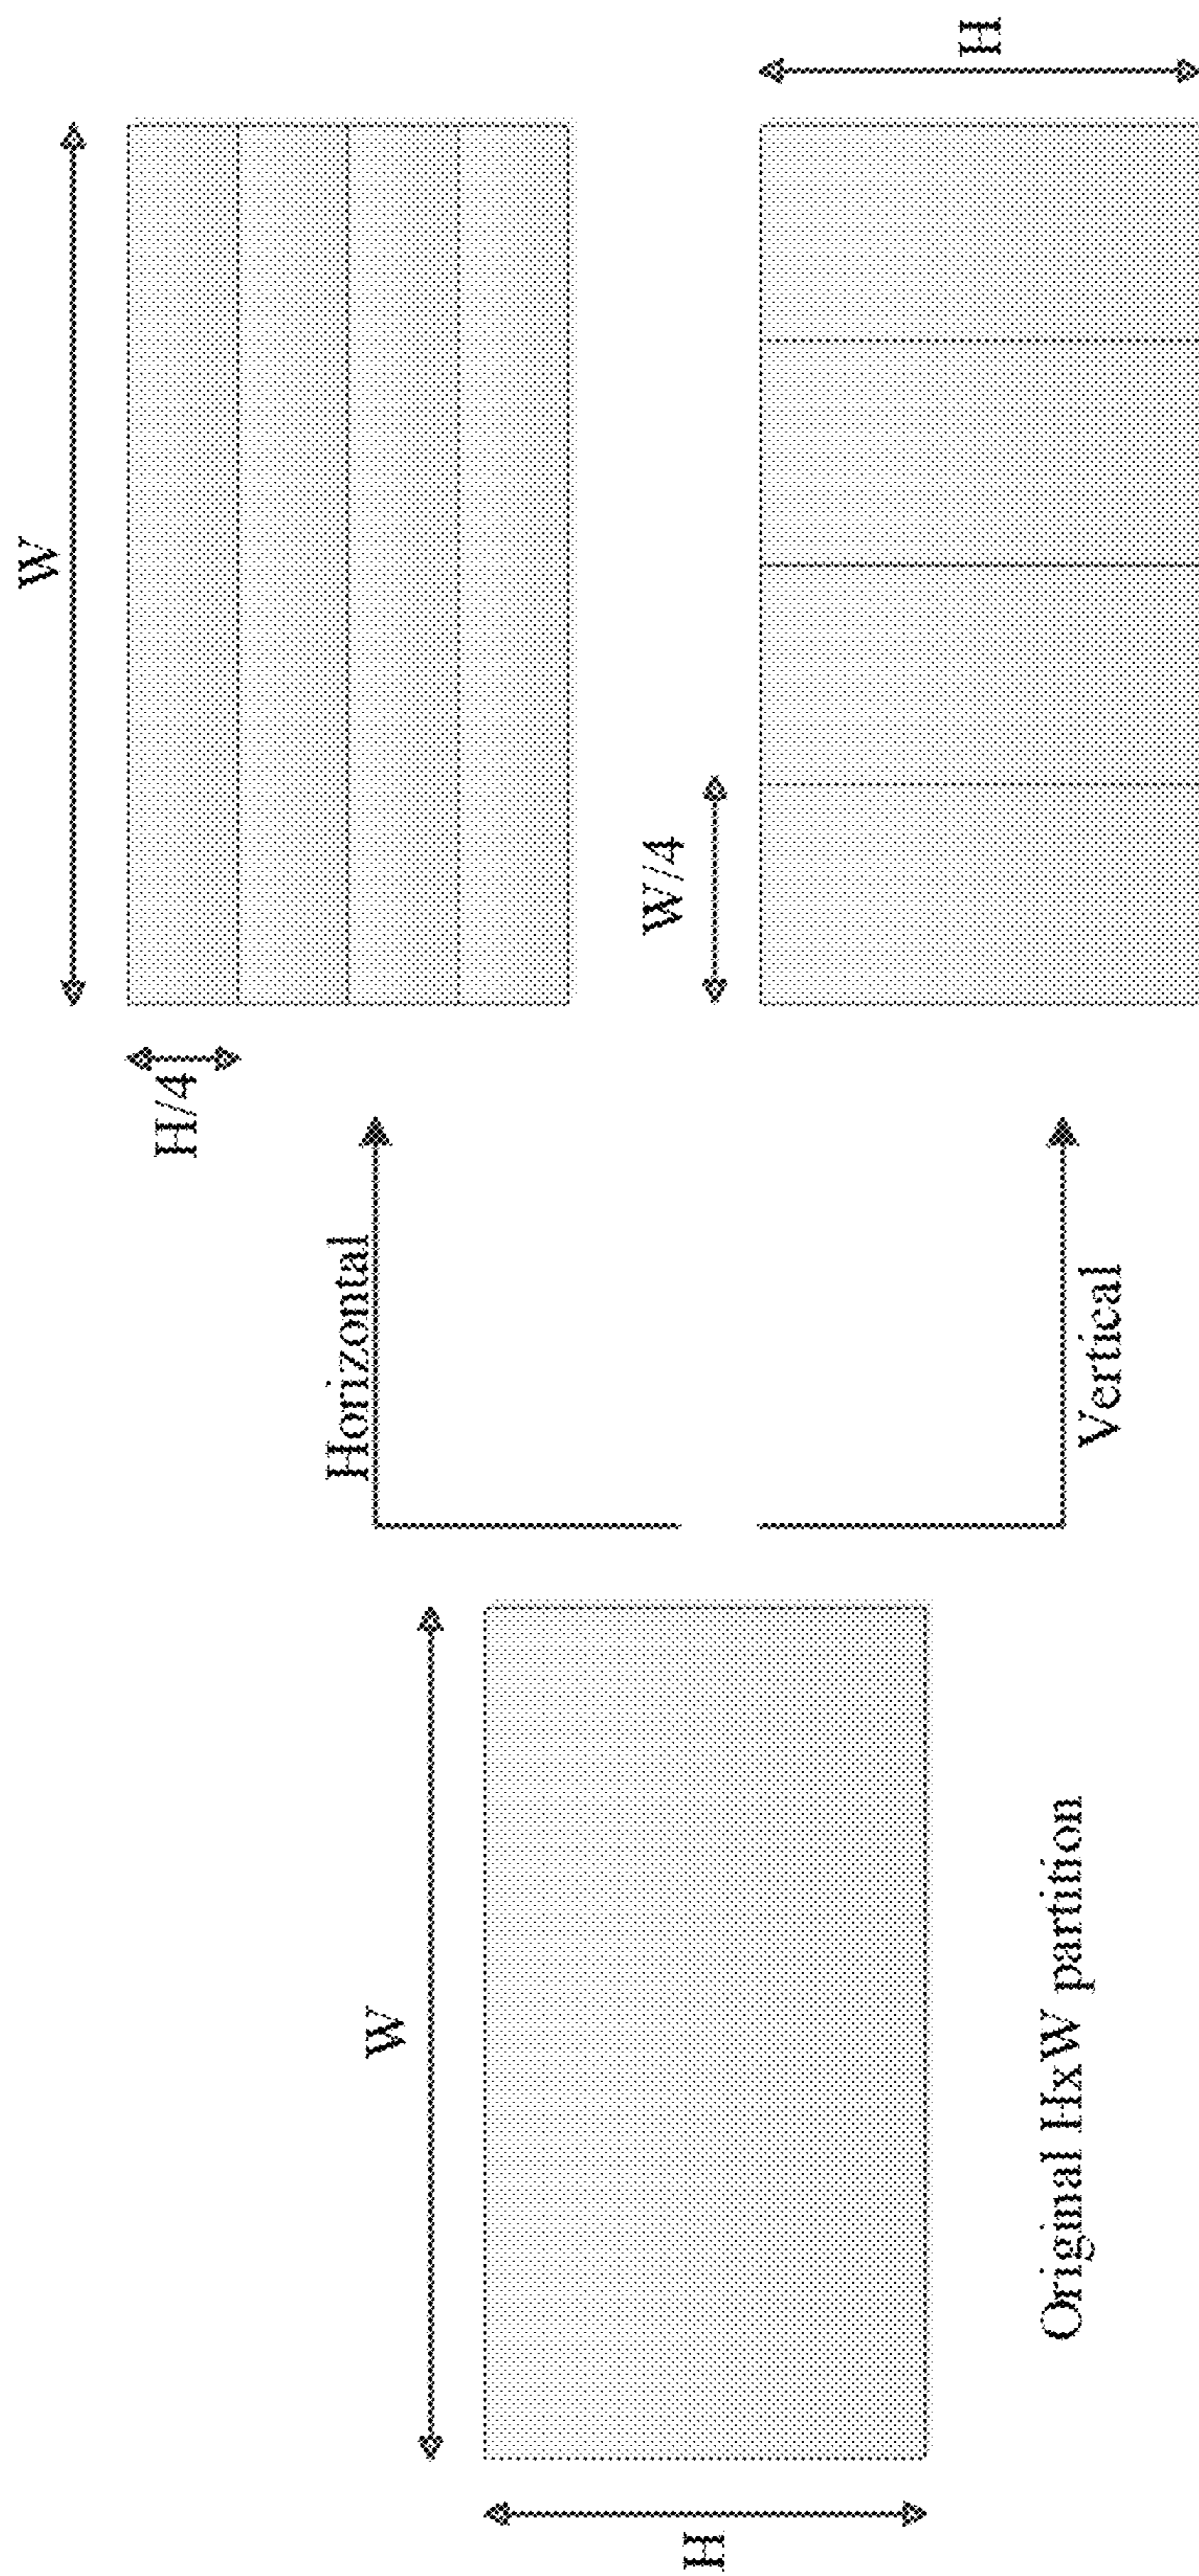 H
W
Original HxW partition
Horizontal
Vertical
H/4
W
W/4
H